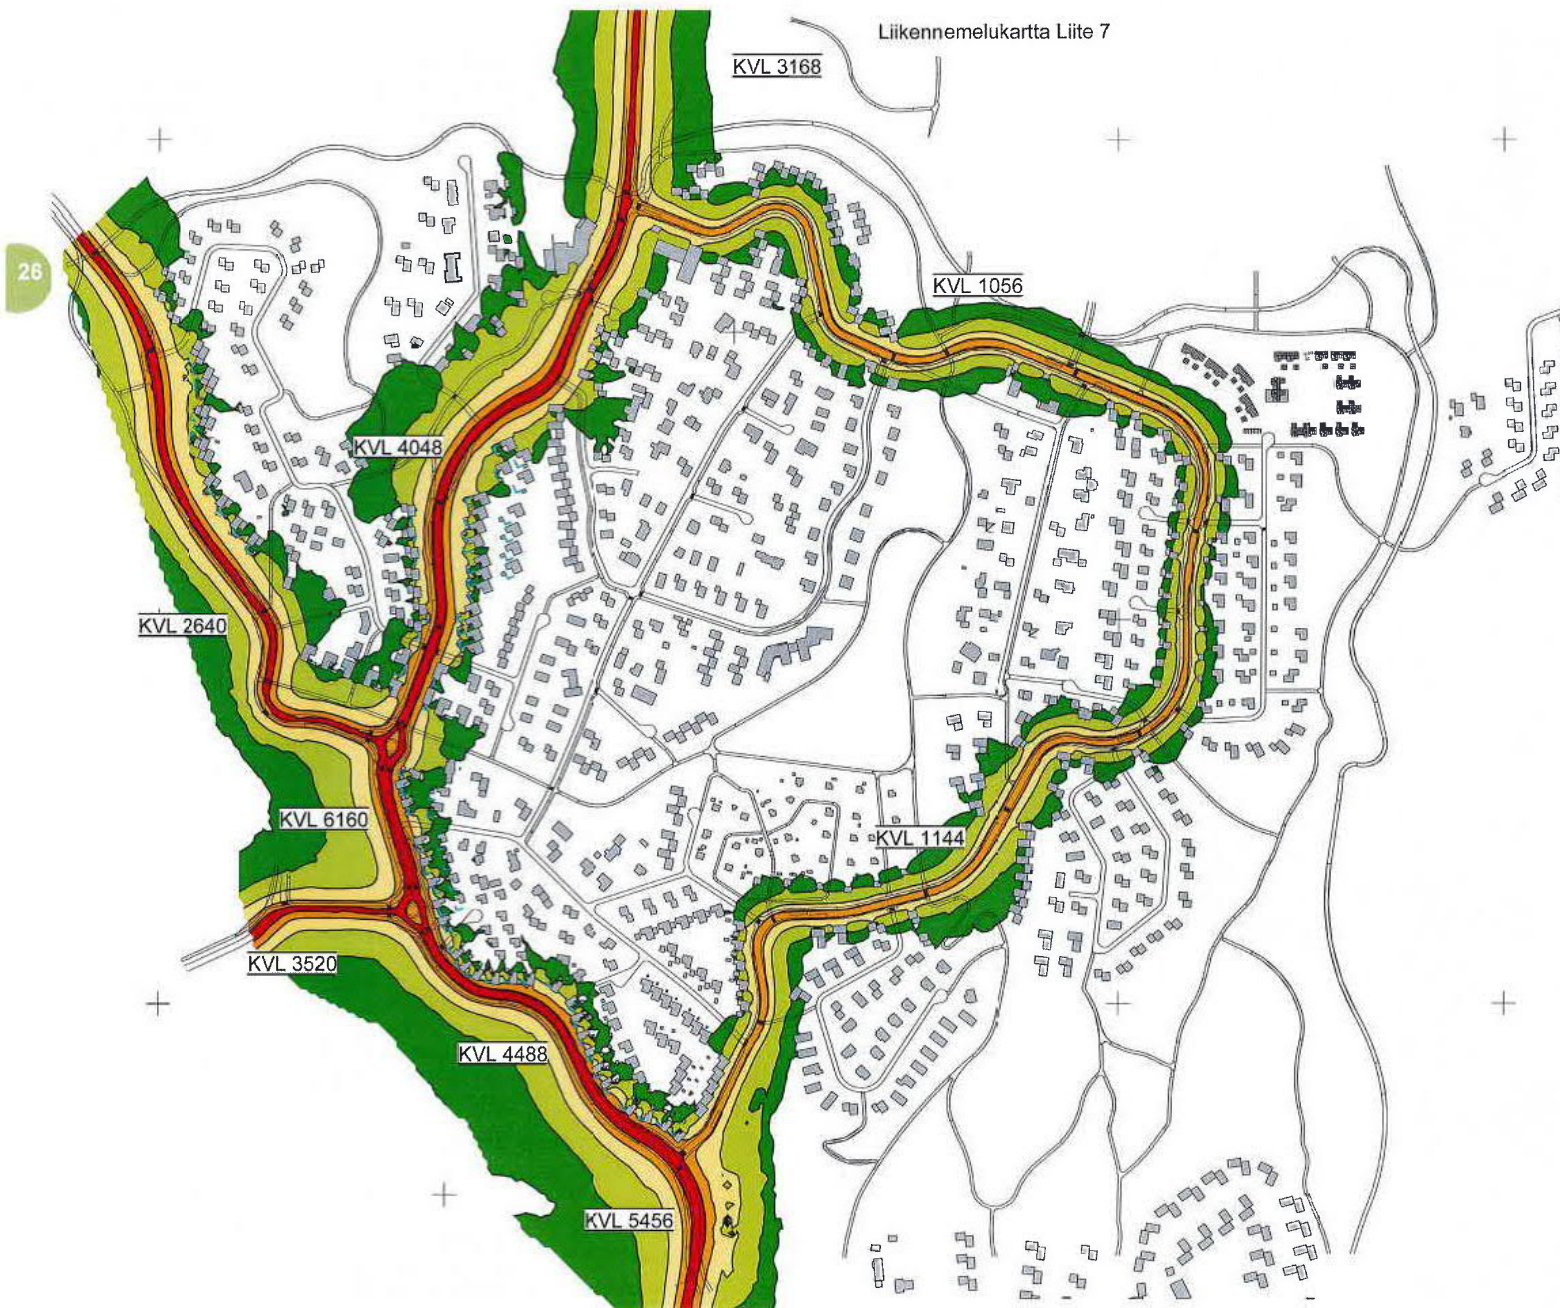 Liikennemelukartta Liite 7
KVL 3168
26
KVL 1056
KVL 4048
KVL 2640
KVL 6160
KVL 1144
KVL 3520
KVL 4488
KVL 5456